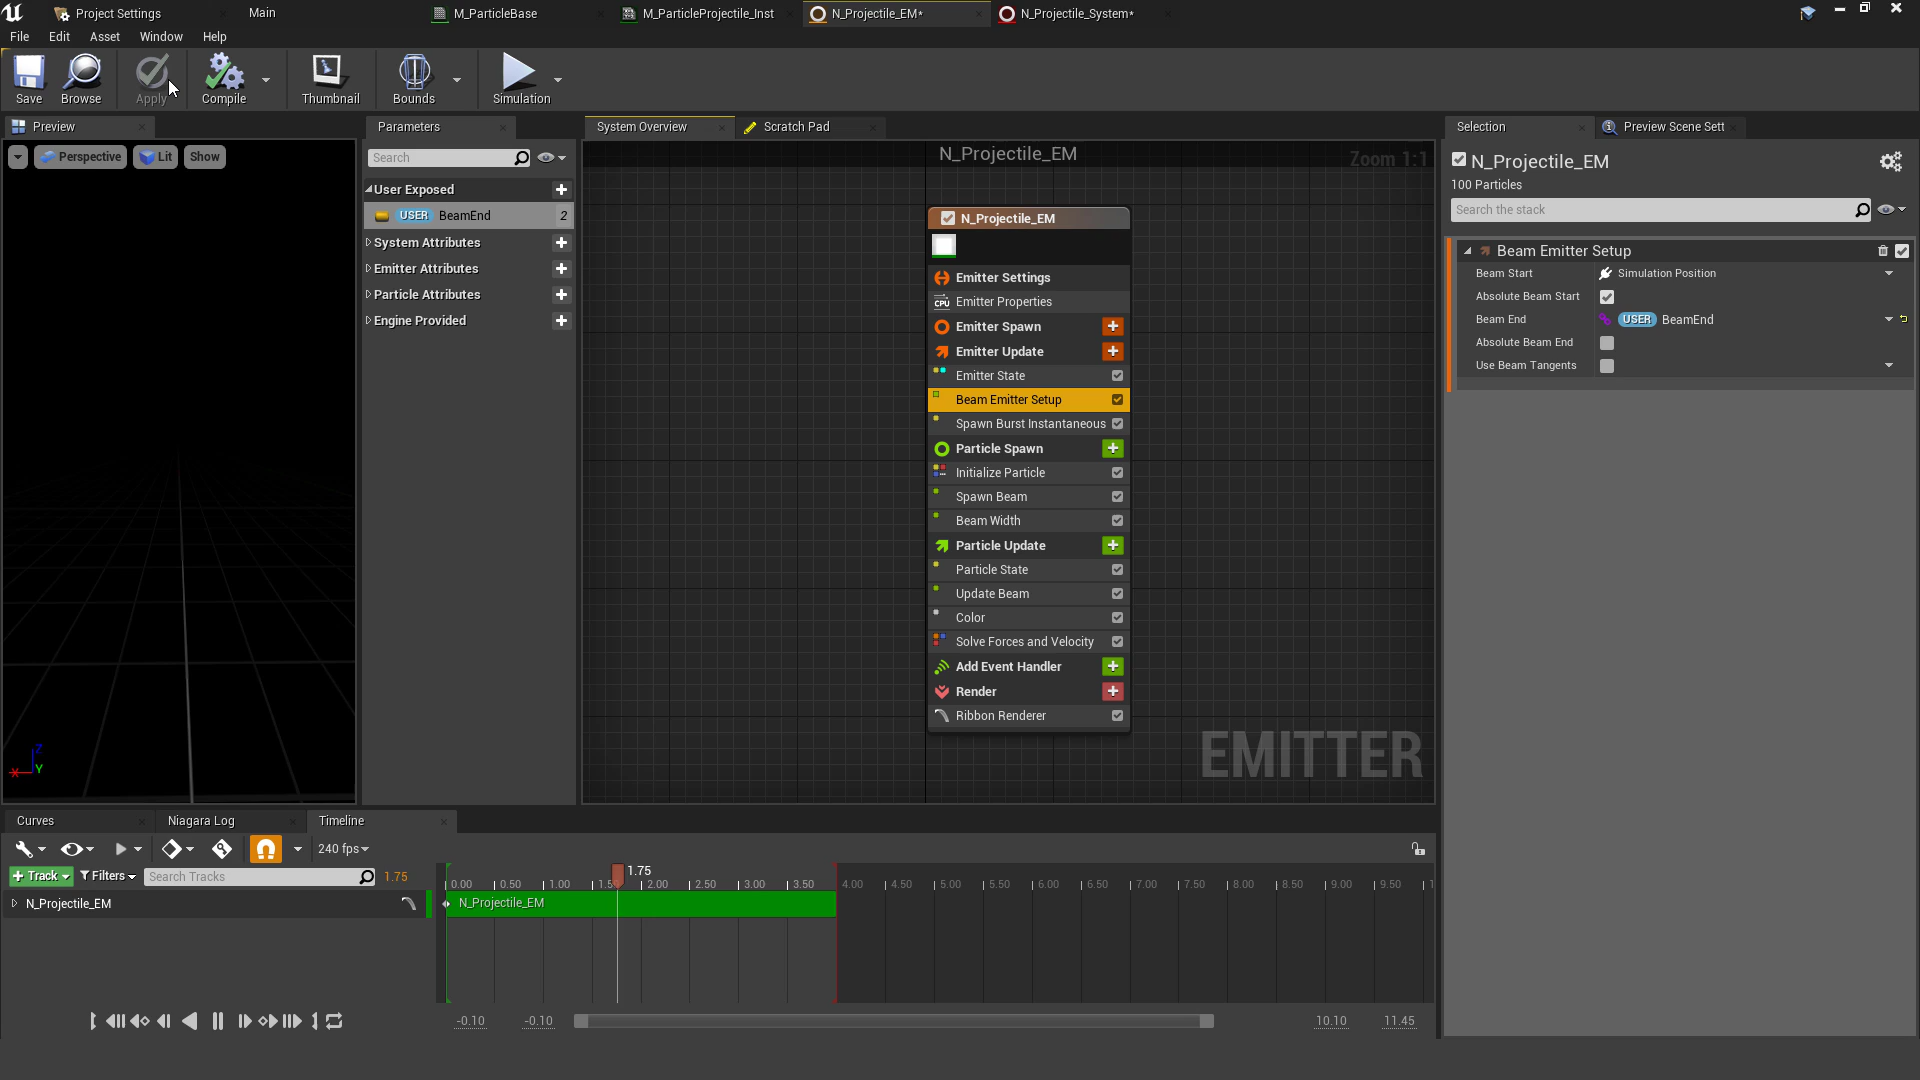 Project Settings
Main
M_ParticleBase
M_ParticleProjectile_Inst
N_Projectile_EM*
N_Projectile_System*
File
Edit
Asset
Window
Help
Save
Browse
Apply
Compile
Thumbnail
Bounds
Simulation
Preview
Parameters
System Overview
Scratch Pad
Selection
Preview Scene Sett
Perspective
Lit
Show
Search
User Exposed
USER BeamEnd 2
System Attributes
Emitter Attributes
Particle Attributes
Engine Provided
N_Projectile_EM
Zoom 1:1
N_Projectile_EM
Emitter Settings
CPU Emitter Properties
Emitter Spawn
Emitter Update
Emitter State
Beam Emitter Setup
Spawn Burst Instantaneous
Particle Spawn
Initialize Particle
Spawn Beam
Beam Width
Particle Update
Particle State
Update Beam
Color
Solve Forces and Velocity
Add Event Handler
Render
Ribbon Renderer
EMITTER
N_Projectile_EM
100 Particles
Search the stack
Beam Emitter Setup
Beam Start Simulation Position
Absolute Beam Start
Beam End USER BeamEnd
Absolute Beam End
Use Beam Tangents
Z
X
Y
Curves
Niagara Log
Timeline
240 fps
+ Track
Filters
Search Tracks
1.75
1.75
0.00 0.50 1.00 1.5 2.00 2.50 3.00 3.50 4.00 4.50 5.00 5.50 6.00 6.50 7.00 7.50 8.00 8.50 9.00 9.50 1
N_Projectile_EM
N_Projectile_EM
-0.10
-0.10
10.10
11.45